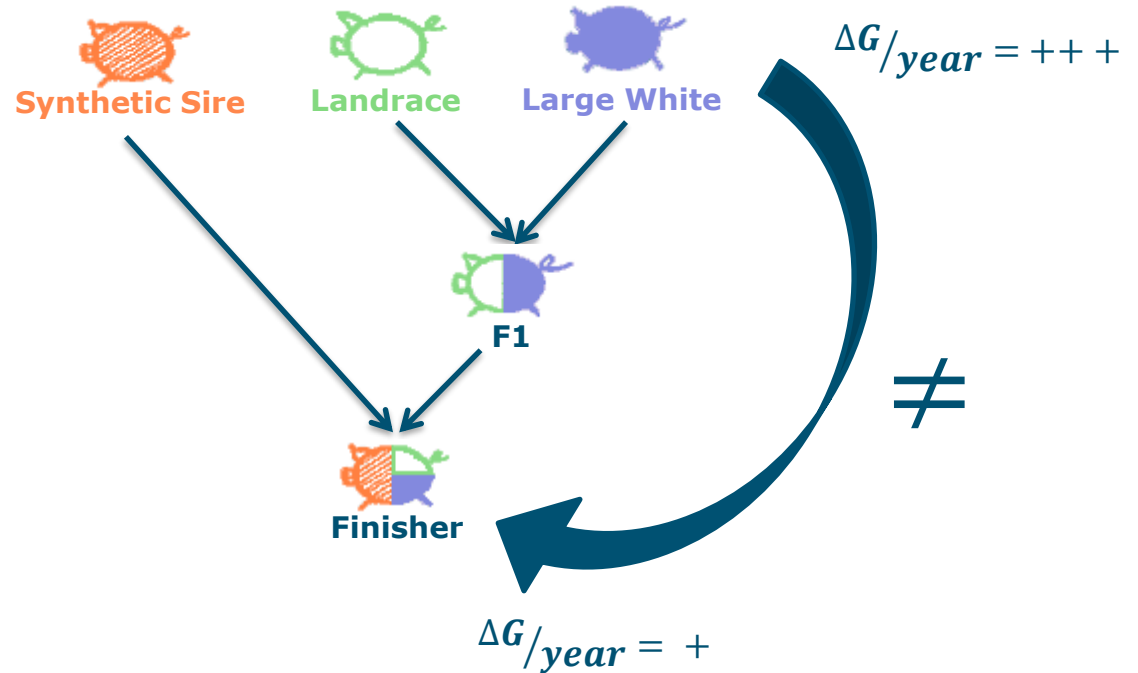 Synthetic Sire
Landrace
Large White
ΔG/year = +++
F1
≠
Finisher
ΔG/year = +